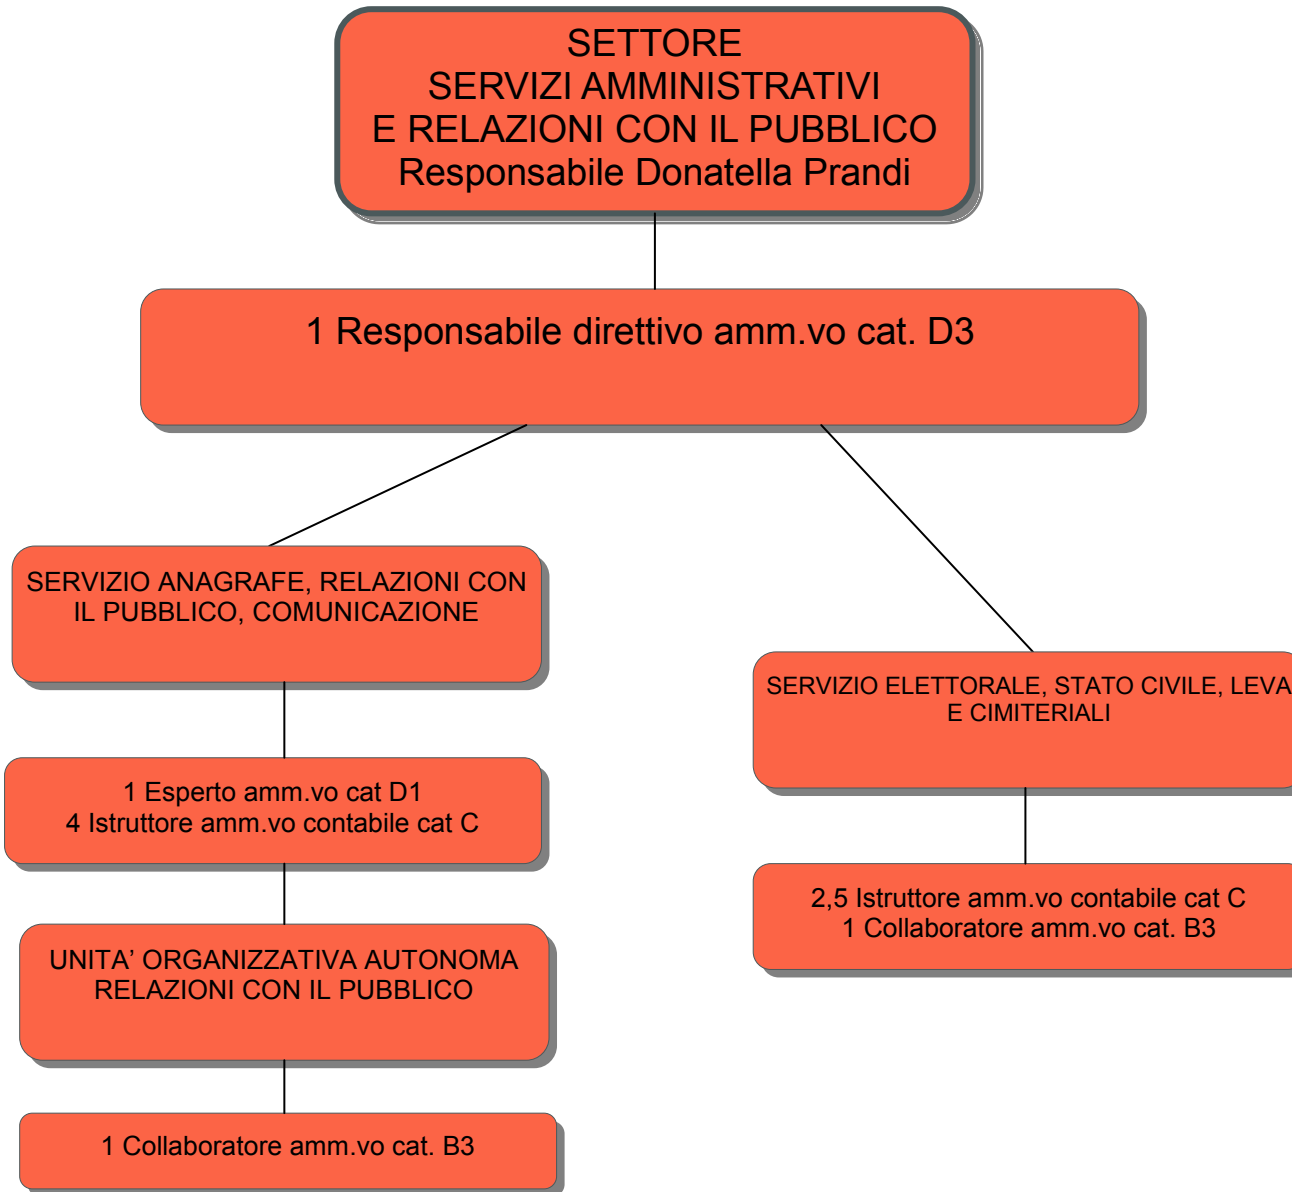 SETTORE
SERVIZI AMMINISTRATIVI
E RELAZIONI CON IL PUBBLICO
Responsabile Donatella Prandi
1 Responsabile direttivo amm.vo cat. D3
SERVIZIO ANAGRAFE, RELAZIONI CON
IL PUBBLICO, COMUNICAZIONE
1 Esperto amm.vo cat D1
4 Istruttore amm.vo contabile cat C
UNITA’ ORGANIZZATIVA AUTONOMA
RELAZIONI CON IL PUBBLICO
1 Collaboratore amm.vo cat. B3
SERVIZIO ELETTORALE, STATO CIVILE, LEVA
E CIMITERIALI
2,5 Istruttore amm.vo contabile cat C
1 Collaboratore amm.vo cat. B3